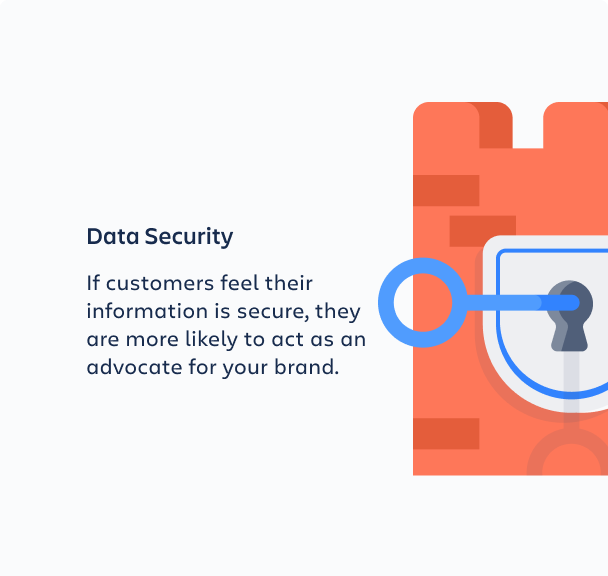 Data Security
If customers feel their
information is secure, they
are more likely to act as an
advocate for your brand.